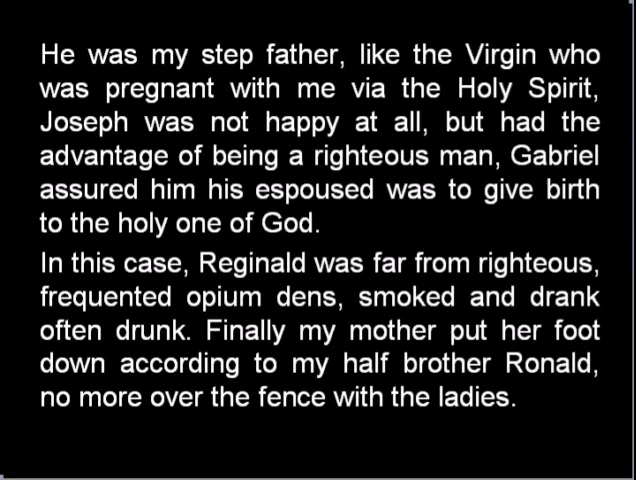 He was my step father, like the Virgin who
was pregnant with me via the Holy Spirit,
Joseph was not happy at all, but had the
advantage of being a righteous man, Gabriel
assured him his espoused was to give birth
to the holy one of God.
In this case, Reginald was far from righteous,
frequented opium dens, smoked and drank
often drunk. Finally my mother put her foot
down according to my half brother Ronald,
no more over the fence with the ladies.